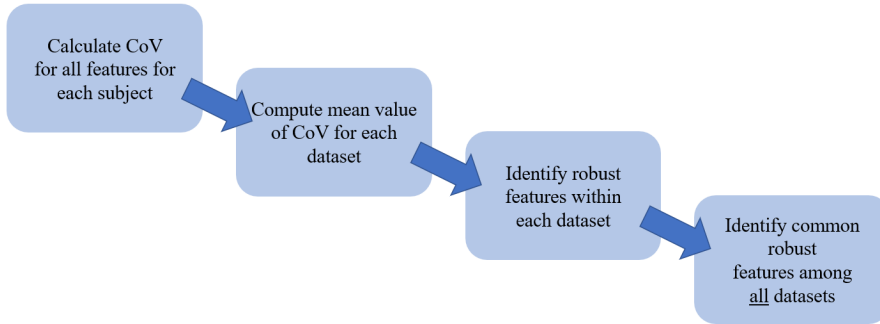 Calculate CoV
for all features for
each subject
Compute mean value
of CoV for each
dataset
Identify robust
features within
each dataset
Identify common
robust
features among
all datasets